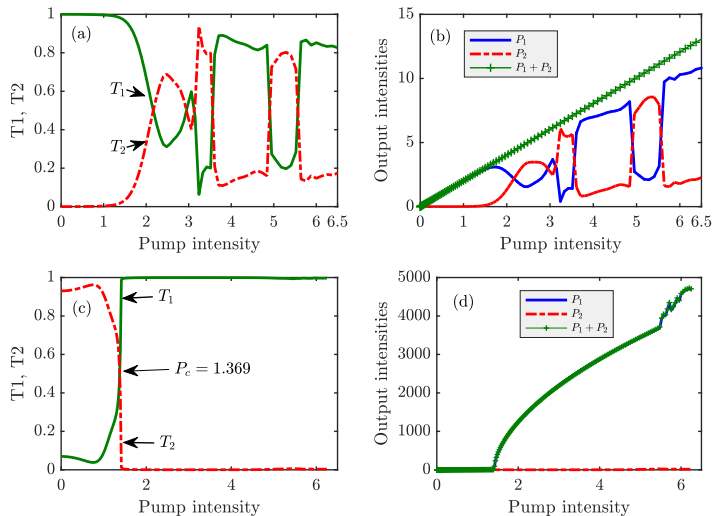 (a)
T1, T2
1
0.8
0.6
0.4
0.2
0
T₁
T₂
0 1 2 3 4 5 6 6.5
Pump intensity
(b)
Output intensities
15
10
5
0
P₁
P₂
P₁ + P₂
0 1 2 3 4 5 6 6.5
Pump intensity
(c)
T1, T2
1
0.8
0.6
0.4
0.2
0
T₁
P_c = 1.369
T₂
0 1 2 3 4 5 6
Pump intensity
(d)
Output intensities
5000
4000
3000
2000
1000
0
P₁
P₂
P₁ + P₂
0 2 4 6
Pump intensity